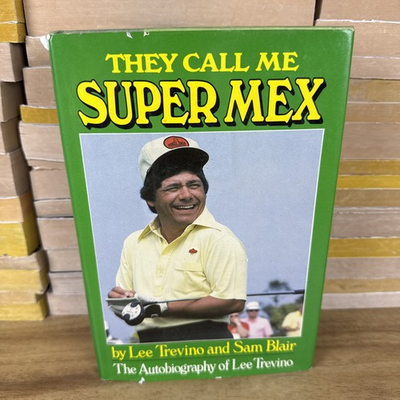 THEY CALL ME
SUPER MEX
by Lee Trevino and Sam Blair
The Autobiography of Lee Trevino